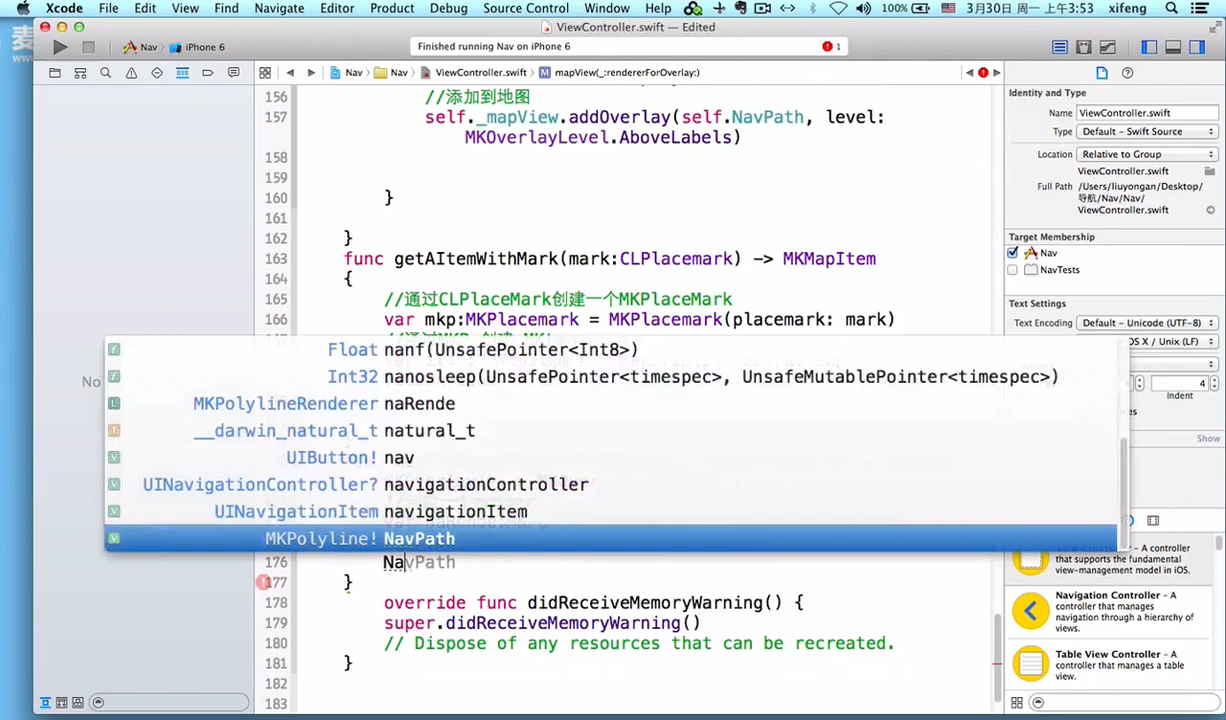 Xcode File Edit View Find Navigate Editor Product Debug Source Control Window Help 100% 3月30日 周一 上午3:53 xifeng
麦
www
ViewController.swift — Edited
Nav iPhone 6
Finished running Nav on iPhone 6
1
Nav Nav ViewController.swift mapView(_:rendererForOverlay:)
156 //添加到地图
157 self._mapView.addOverlay(self.NavPath, level:
MKOverlayLevel.AboveLabels)
158
159
160 }
161
162 }
163 func getAItemWithMark(mark:CLPlacemark) -> MKMapItem
164 {
165 //通过CLPlaceMark创建一个MKPlaceMark
166 var mkp:MKPlacemark = MKPlacemark(placemark: mark)
Float nanf(UnsafePointer<Int8>)
Int32 nanosleep(UnsafePointer<timespec>, UnsafeMutablePointer<timespec>)
MKPolylineRenderer naRende
__darwin_natural_t natural_t
UIButton! nav
UINavigationController? navigationController
UINavigationItem navigationItem
MKPolyline! NavPath
176 NavPath
177 }
178 override func didReceiveMemoryWarning() {
179 super.didReceiveMemoryWarning()
180 // Dispose of any resources that can be recreated.
181 }
182
183
No
Identity and Type
Name ViewController.swift
Type Default - Swift Source
Location Relative to Group
ViewController.swift
Full Path /Users/liuyongan/Desktop/
导航/Nav/Nav/
ViewController.swift
Target Membership
Nav
NavTests
Text Settings
Text Encoding Default - Unicode (UTF-8)
OS X / Unix (LF)
4
Indent
Show
A controller
that supports the fundamental
view-management model in iOS.
Navigation Controller - A
controller that manages
navigation through a hierarchy of
views.
Table View Controller - A
controller that manages a table
view.